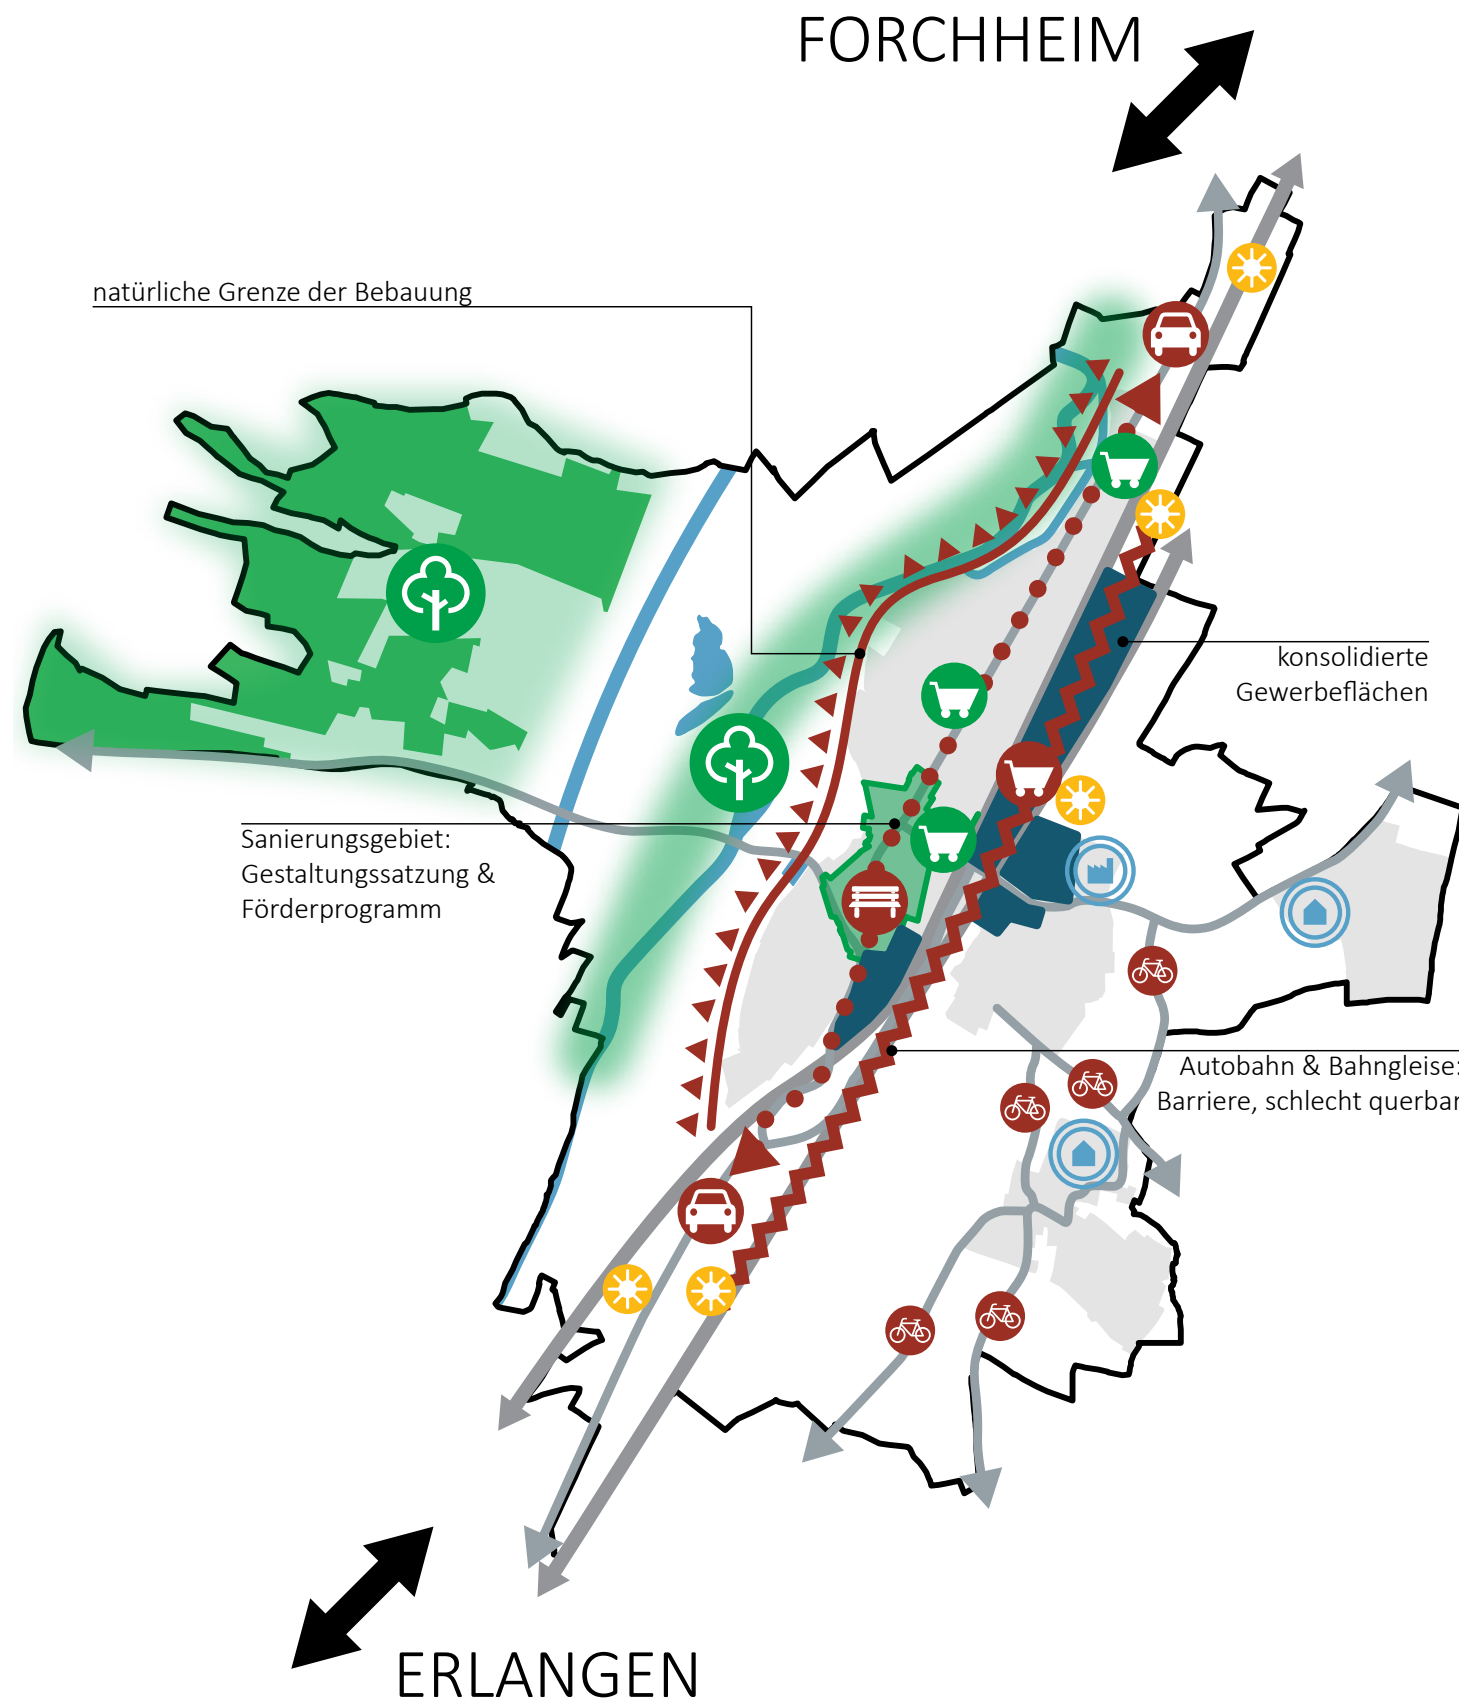 FORCHHEIM
natürliche Grenze der Bebauung
konsolidierte
Gewerbeflächen
Sanierungsgebiet:
Gestaltungssatzung &
Förderprogramm
Autobahn & Bahngleise:
Barriere, schlecht querbar
ERLANGEN